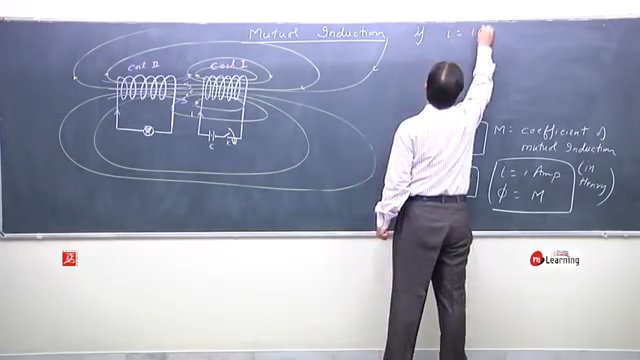 Mutual Induction
if i = 1
Coil II
Coil I
M = coefficient of
mutual Induction
i = 1 Amp
ϕ = M
(in
Henry)
i
G
E
K
m Learning